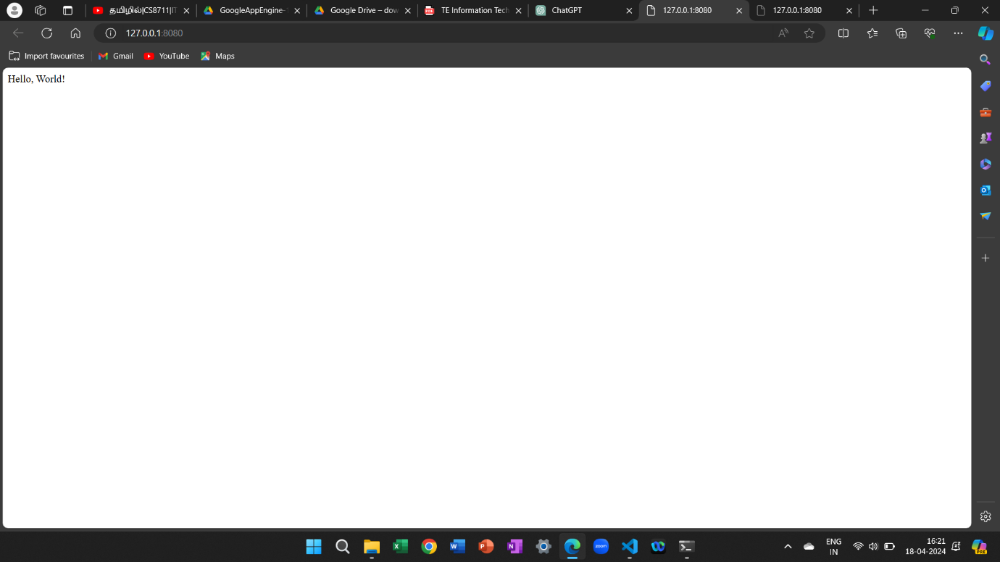 தமிழில்|CS8711|IT
GoogleAppEngine-1
Google Drive – dow
TE Information Tech
ChatGPT
127.0.0.1:8080
127.0.0.1:8080
127.0.0.1:8080
Import favourites
Gmail
YouTube
Maps
Hello, World!
ENG
IN
16:21
18-04-2024